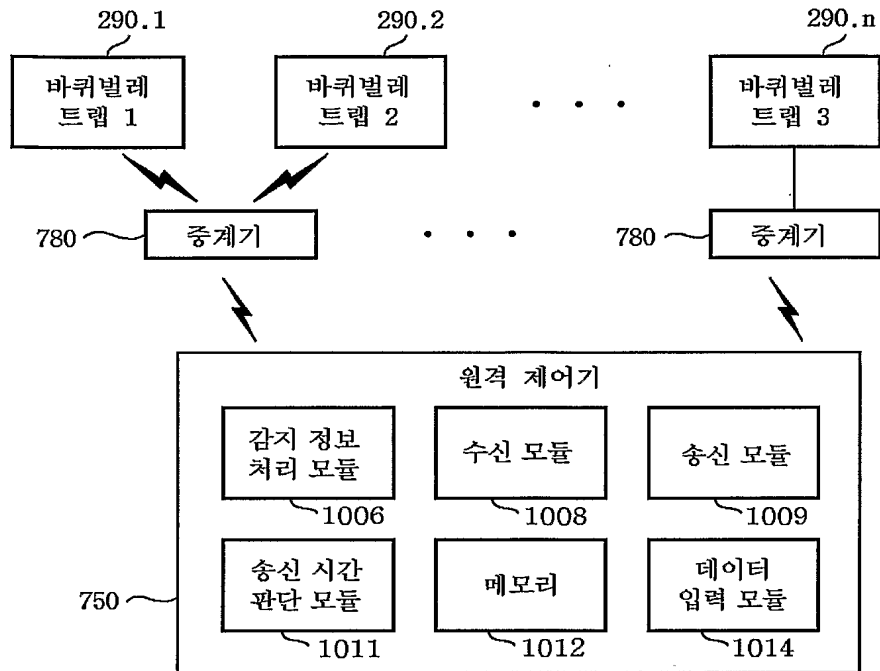 290.1
290.2
290.n
바퀴벌레
트랩 1
바퀴벌레
트랩 2
바퀴벌레
트랩 3
780
중계기
780
중계기
원격 제어기
감지 정보
처리 모듈
수신 모듈
송신 모듈
1006
1008
1009
750
송신 시간
판단 모듈
메모리
데이터
입력 모듈
1011
1012
1014